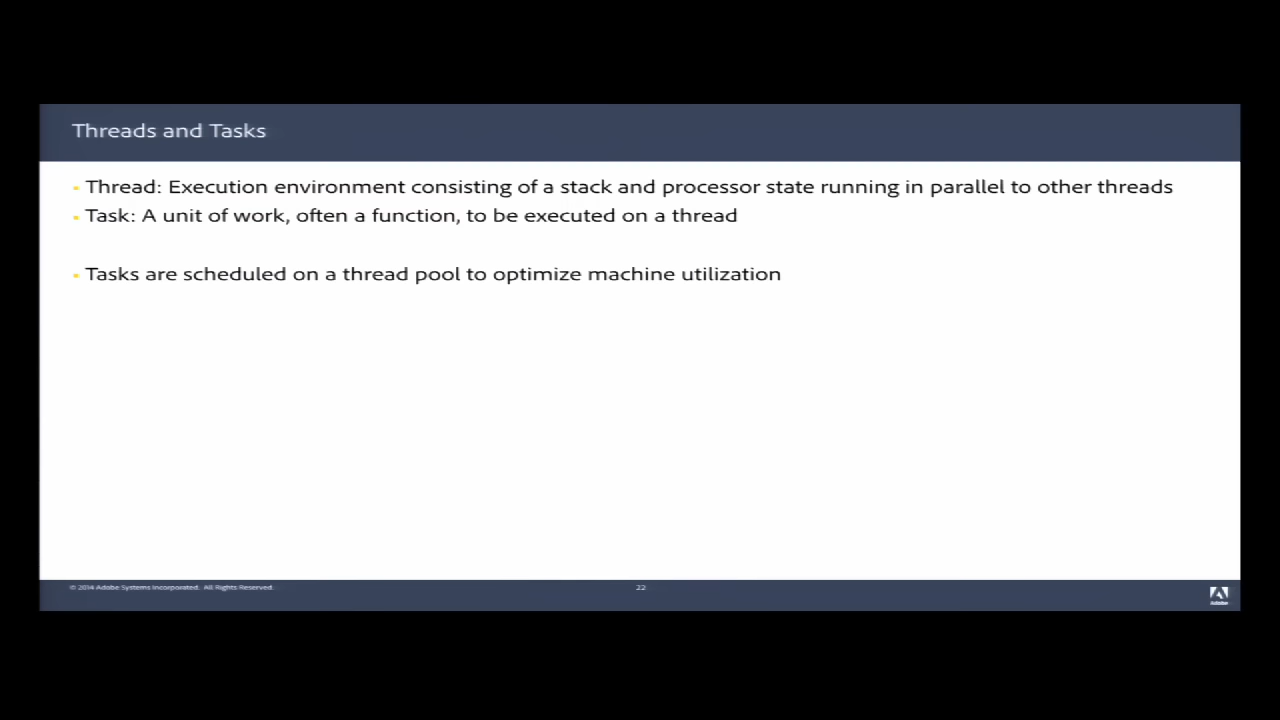 Threads and Tasks
Thread: Execution environment consisting of a stack and processor state running in parallel to other threads
Task: A unit of work, often a function, to be executed on a thread
Tasks are scheduled on a thread pool to optimize machine utilization
© 2014 Adobe Systems Incorporated. All Rights Reserved.
22
Adobe